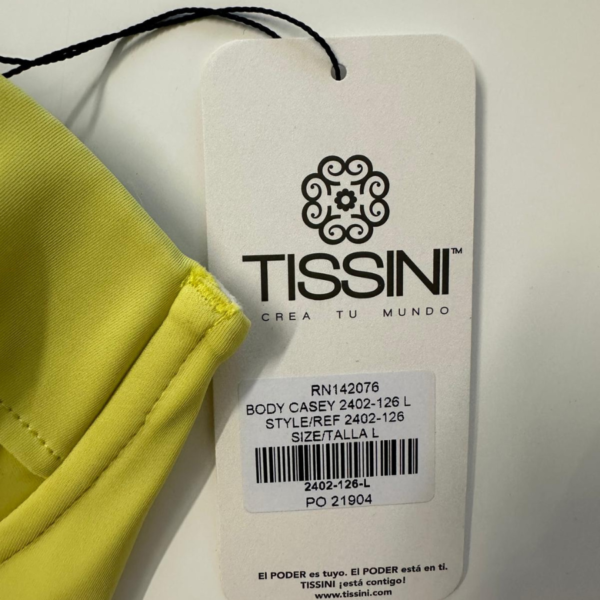 TISSINI™
CREA TU MUNDO
RN142076
BODY CASEY 2402-126 L
STYLE/REF 2402-126
SIZE/TALLA L
2402-126-L
PO 21904
El PODER es tuyo. El PODER está en ti.
TISSINI ¡está contigo!
www.tissini.com